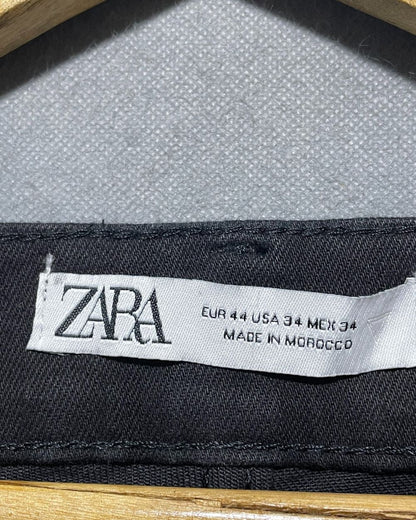 ZARA
EUR 44 USA 34 MEX 34
MADE IN MOROCCO